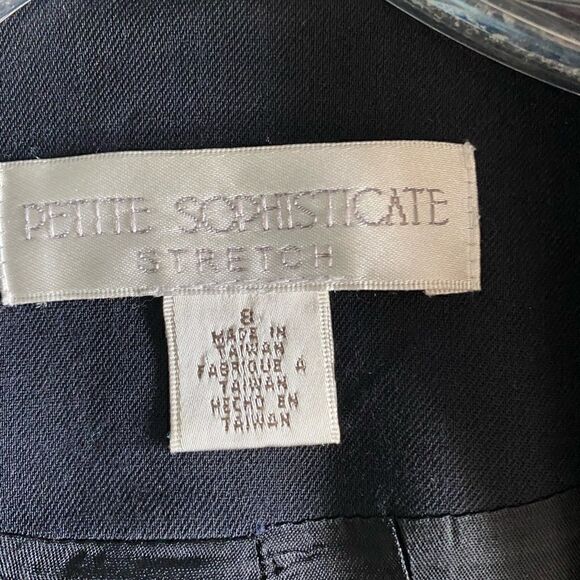 PETITE SOPHISTICATE
STRETCH
8
MADE IN
TAIWAN
FABRIQUE A
TAIWAN
HECHO EN
TAIWAN